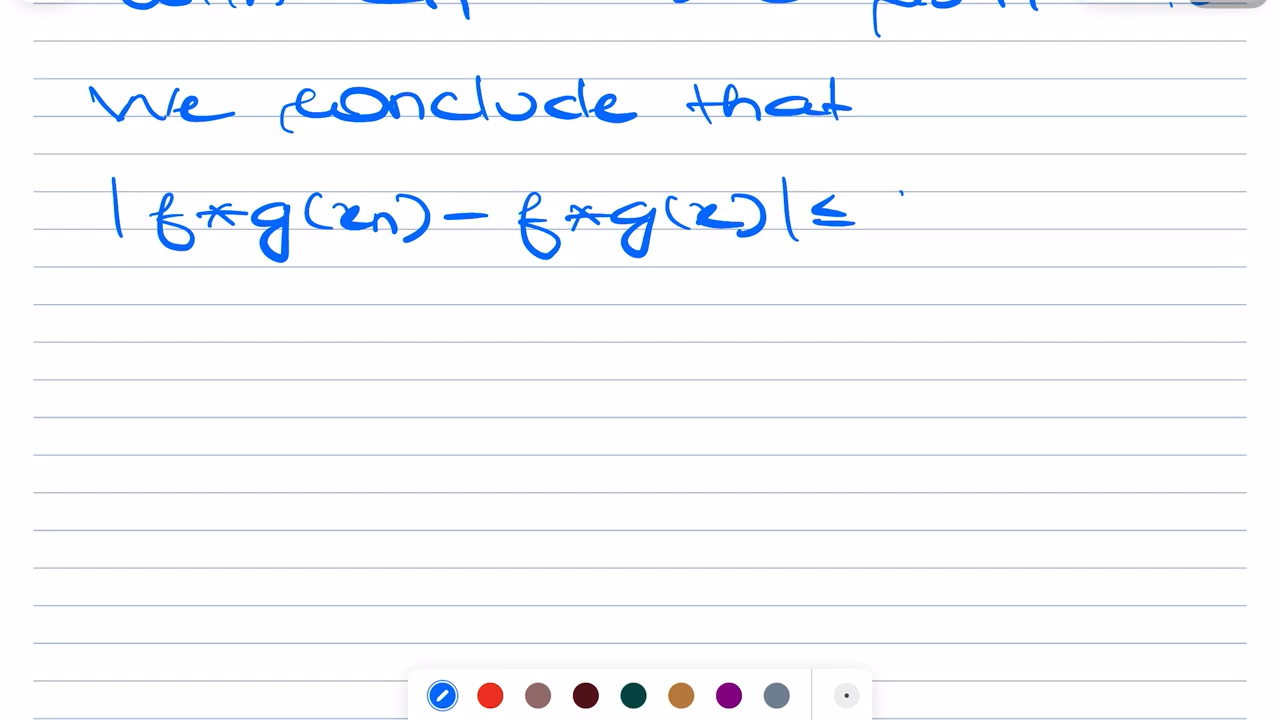 We conclude that
| f*g(xn) - f*g(x) | ≤